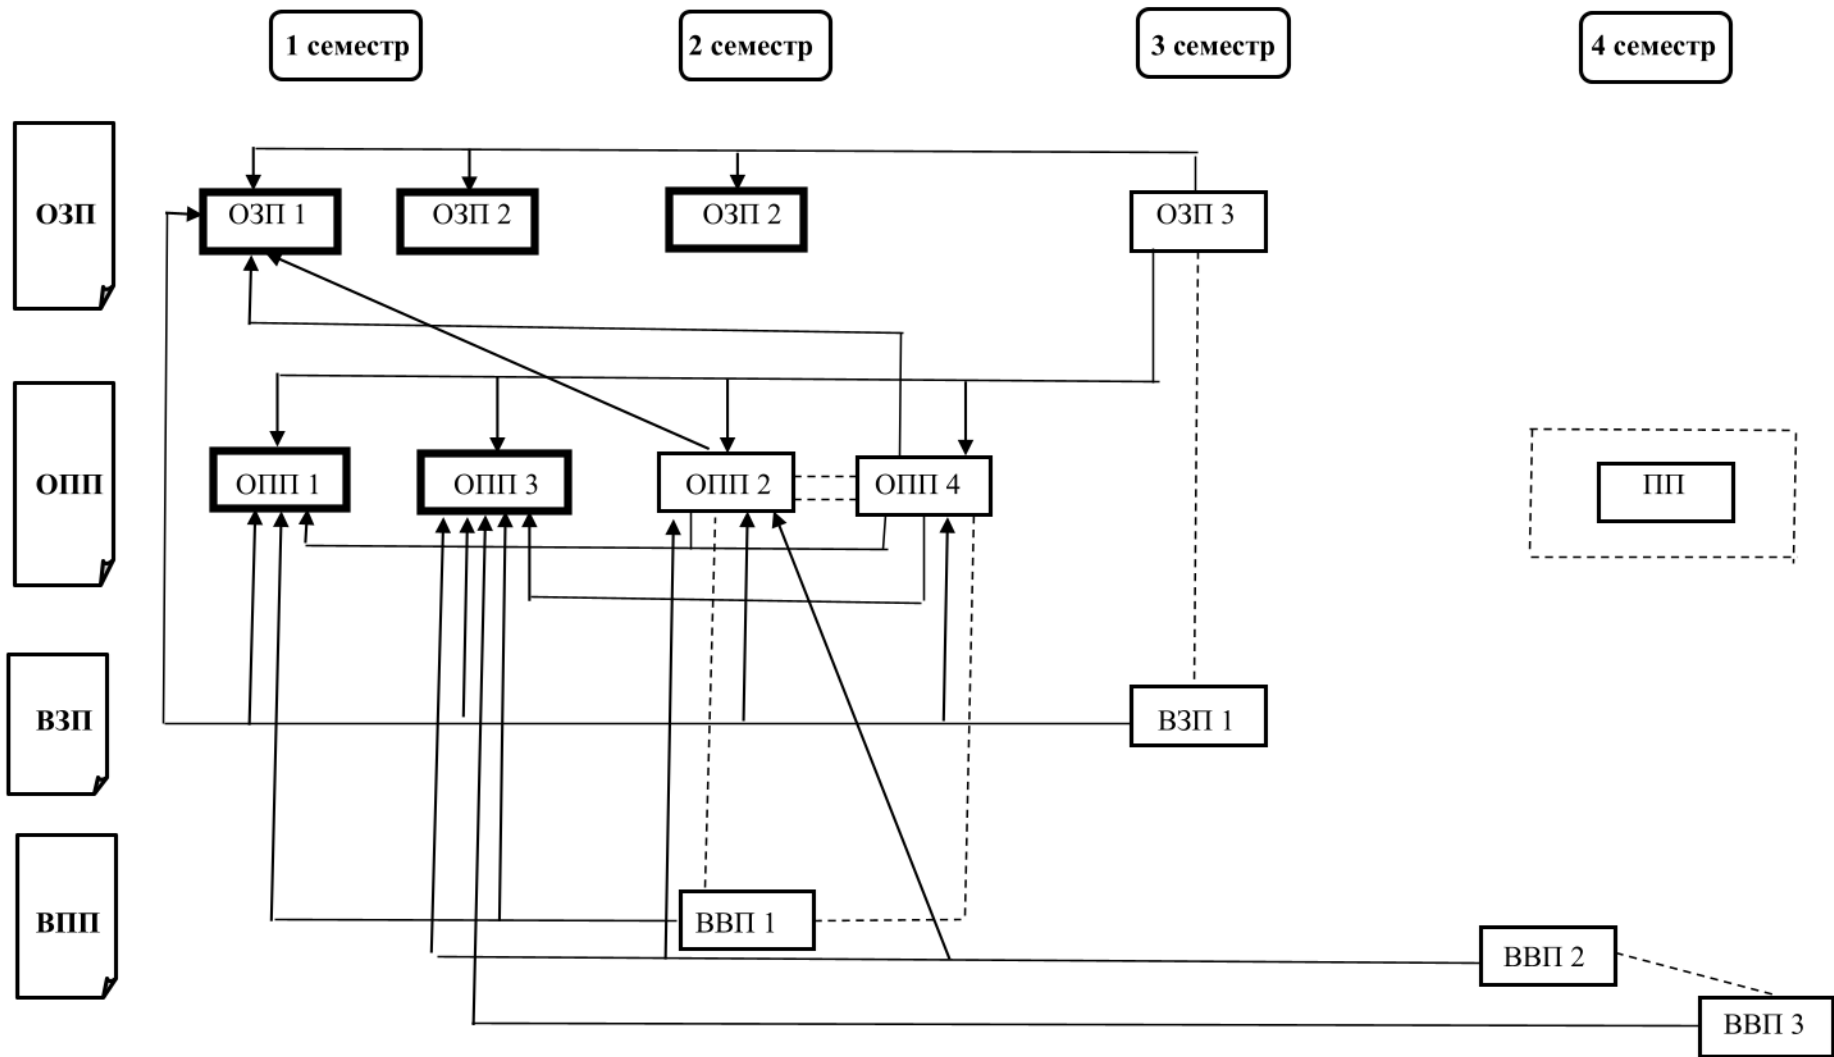 1 семестр
2 семестр
3 семестр
4 семестр
ОЗП
ОЗП 1
ОЗП 2
ОЗП 2
ОЗП 3
ОПП
ОПП 1
ОПП 3
ОПП 2
ОПП 4
ПП
ВЗП
ВЗП 1
ВПП
ВВП 1
ВВП 2
ВВП 3